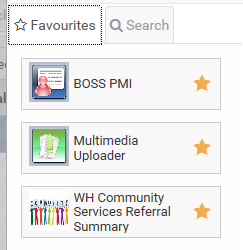 Favourites Search
BOSS PMI
Multimedia
Uploader
WH Community
Services Referral
Summary